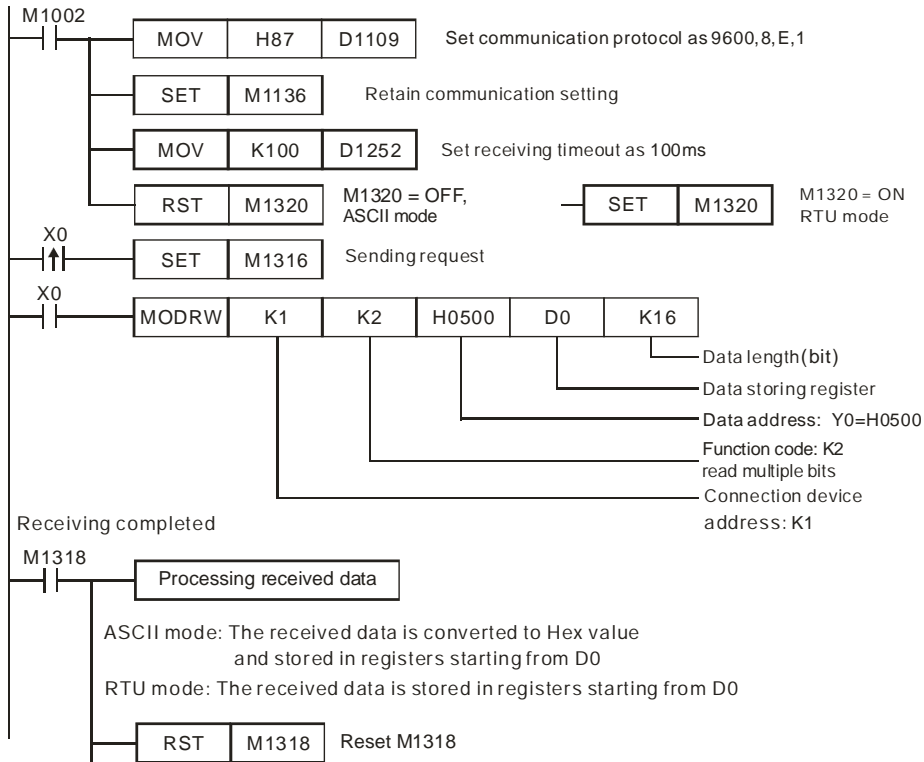 M1002
MOV H87 D1109 Set communication protocol as 9600,8,E,1
SET M1136 Retain communication setting
MOV K100 D1252 Set receiving timeout as 100ms
RST M1320 M1320 = OFF,
ASCII mode
SET M1320 M1320 = ON
RTU mode
X0
SET M1316 Sending request
X0
MODRW K1 K2 H0500 D0 K16
Data length(bit)
Data storing register
Data address: Y0=H0500
Function code: K2
read multiple bits
Connection device
address: K1
Receiving completed
M1318
Processing received data
ASCII mode: The received data is converted to Hex value
and stored in registers starting from D0
RTU mode: The received data is stored in registers starting from D0
RST M1318 Reset M1318